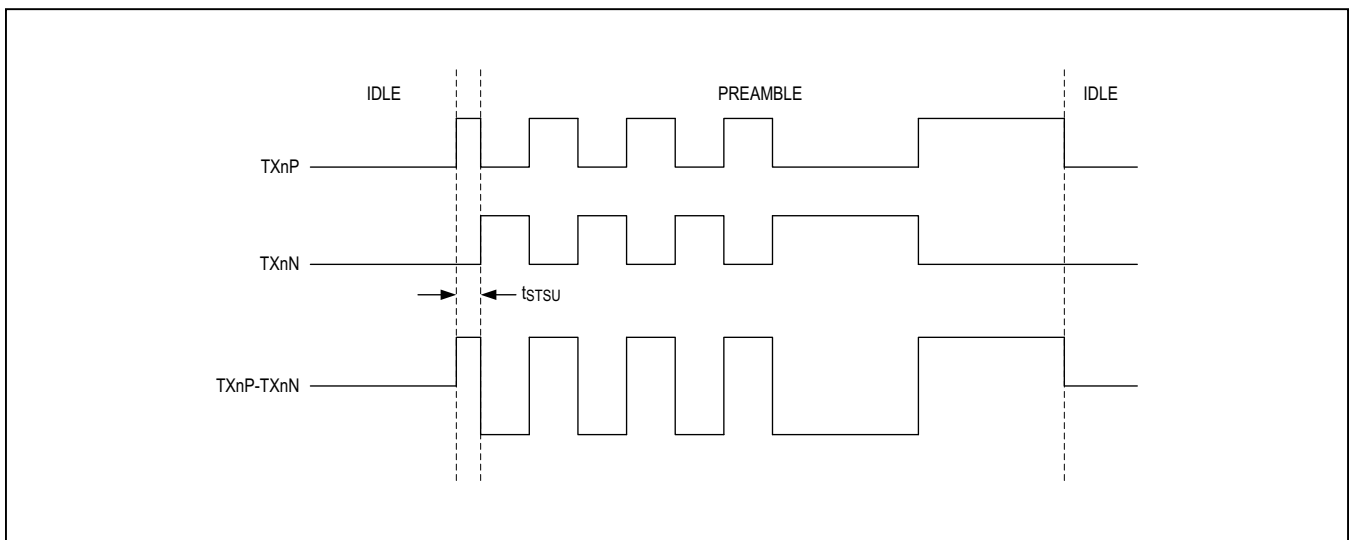 IDLE PREAMBLE IDLE
TXnP
TXnN
tSTSU
TXnP-TXnN